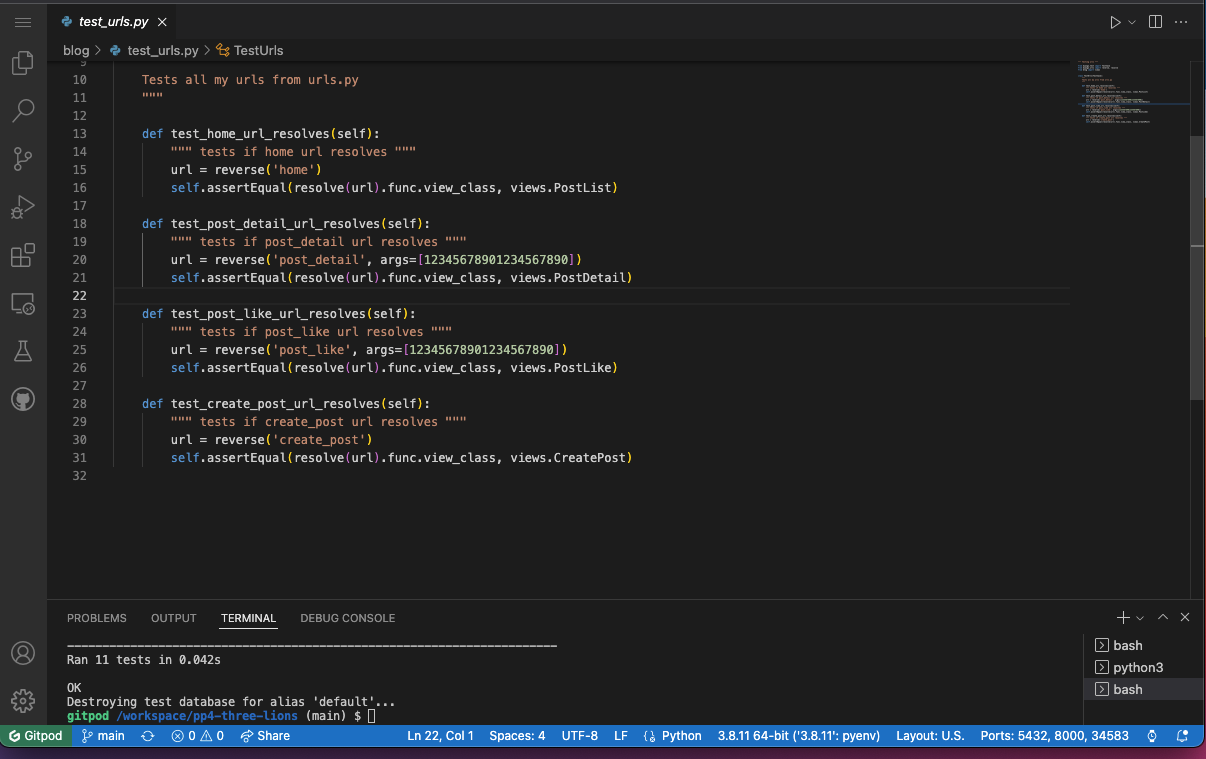 test_urls.py
blog > test_urls.py > TestUrls
9
10 Tests all my urls from urls.py
11 """
12
13 def test_home_url_resolves(self):
14 """ tests if home url resolves """
15 url = reverse('home')
16 self.assertEqual(resolve(url).func.view_class, views.PostList)
17
18 def test_post_detail_url_resolves(self):
19 """ tests if post_detail url resolves """
20 url = reverse('post_detail', args=[12345678901234567890])
21 self.assertEqual(resolve(url).func.view_class, views.PostDetail)
22
23 def test_post_like_url_resolves(self):
24 """ tests if post_like url resolves """
25 url = reverse('post_like', args=[12345678901234567890])
26 self.assertEqual(resolve(url).func.view_class, views.PostLike)
27
28 def test_create_post_url_resolves(self):
29 """ tests if create_post url resolves """
30 url = reverse('create_post')
31 self.assertEqual(resolve(url).func.view_class, views.CreatePost)
32
PROBLEMS OUTPUT TERMINAL DEBUG CONSOLE
----------------------------------------------------------------------
Ran 11 tests in 0.042s
OK
Destroying test database for alias 'default'...
gitpod /workspace/pp4-three-lions (main) $
bash
python3
bash
Gitpod main 0 0 Share Ln 22, Col 1 Spaces: 4 UTF-8 LF Python 3.8.11 64-bit ('3.8.11': pyenv) Layout: U.S. Ports: 5432, 8000, 34583